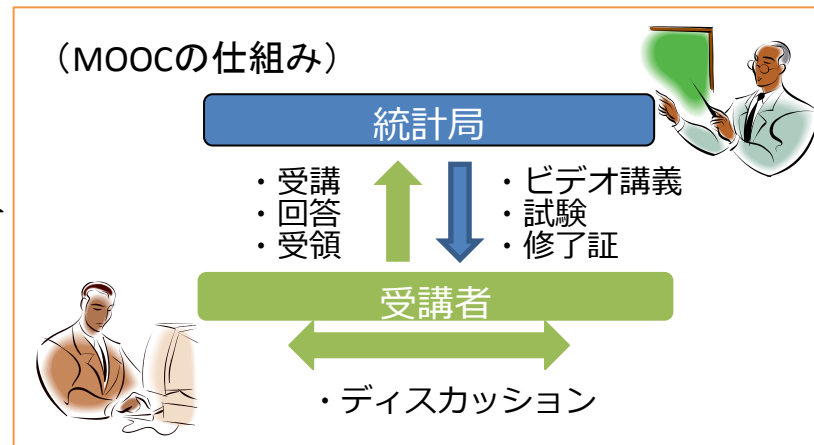 （MOOCの仕組み）
統計局
・受講
・回答
・受領
・ビデオ講義
・試験
・修了証
受講者
・ディスカッション